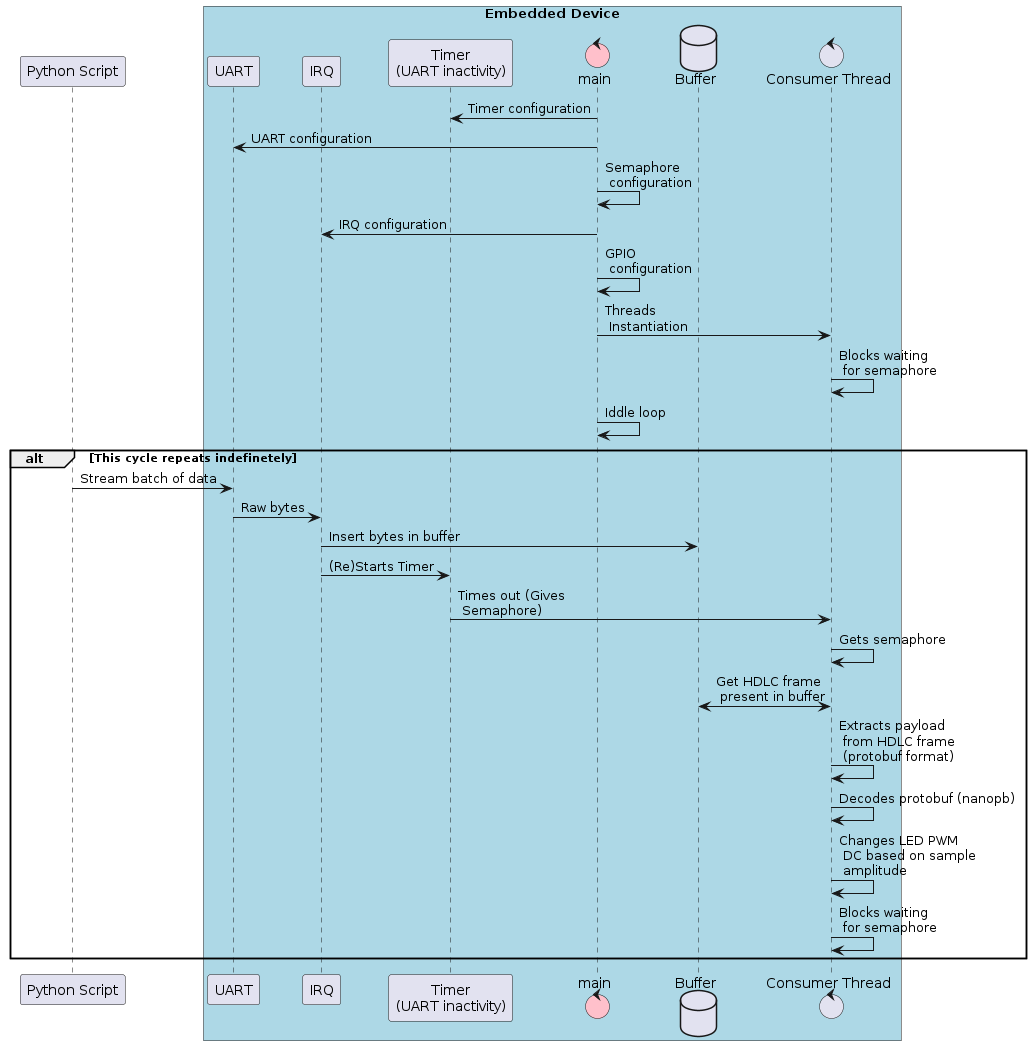 Embedded Device
Python Script
UART
IRQ
Timer
(UART inactivity)
main
Buffer
Consumer Thread
Timer configuration
UART configuration
Semaphore
configuration
IRQ configuration
GPIO
configuration
Threads
Instantiation
Blocks waiting
for semaphore
Iddle loop
alt
[This cycle repeats indefinetely]
Stream batch of data
Raw bytes
Insert bytes in buffer
(Re)Starts Timer
Times out (Gives
Semaphore)
Gets semaphore
Get HDLC frame
present in buffer
Extracts payload
from HDLC frame
(protobuf format)
Decodes protobuf (nanopb)
Changes LED PWM
DC based on sample
amplitude
Blocks waiting
for semaphore
Python Script
UART
IRQ
Timer
(UART inactivity)
main
Buffer
Consumer Thread